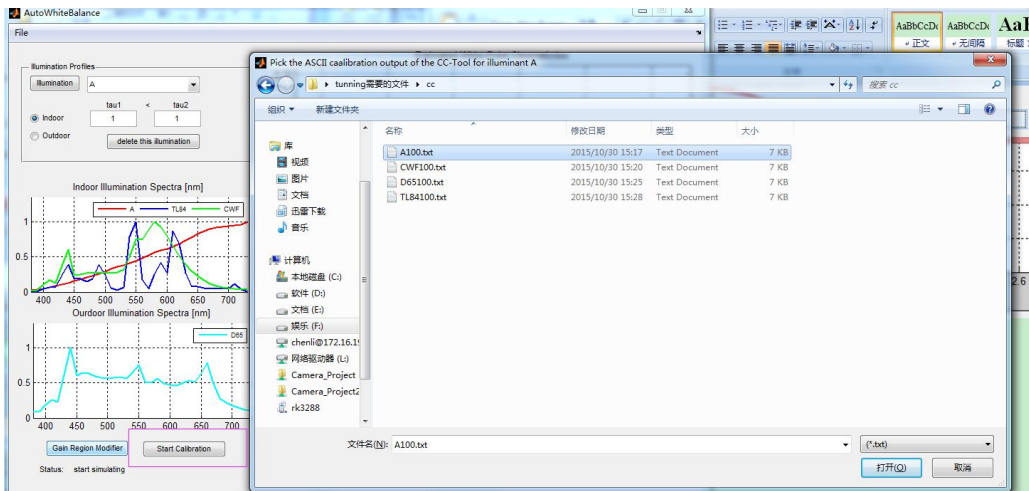 AutoWhiteBalance
File
Illumination Profiles
Illumination A
tau1 < tau2
Indoor 1 1
Outdoor delete this illumination
Indoor Illumination Spectra [nm]
A TL84 CWF
1
0.5
0
400 450 500 550 600 650 700
Ourdoor Illumination Spectra [nm]
D65
1
0.5
0
400 450 500 550 600 650 700
Gain Region Modifier Start Calibration
Status: start simulating
Pick the ASCII caalibration output of the CC-Tool for illuminant A
tunning需要的文件 cc
搜索 cc
组织 新建文件夹
库
视频
图片
文档
迅雷下载
音乐
计算机
本地磁盘 (C:)
软件 (D:)
文档 (E:)
娱乐 (F:)
chenli@172.16.1
网络驱动器 (L:)
Camera_Project
Camera_Project2
rk3288
名称 修改日期 类型 大小
A100.txt 2015/10/30 15:17 Text Document 7 KB
CWF100.txt 2015/10/30 15:20 Text Document 7 KB
D65100.txt 2015/10/30 15:25 Text Document 7 KB
TL84100.txt 2015/10/30 15:28 Text Document 7 KB
文件名(N): A100.txt
(*.txt)
打开(O) 取消
AaBbCcDc AaBbCcDc AaB
正文 无间隔 标题
2.6